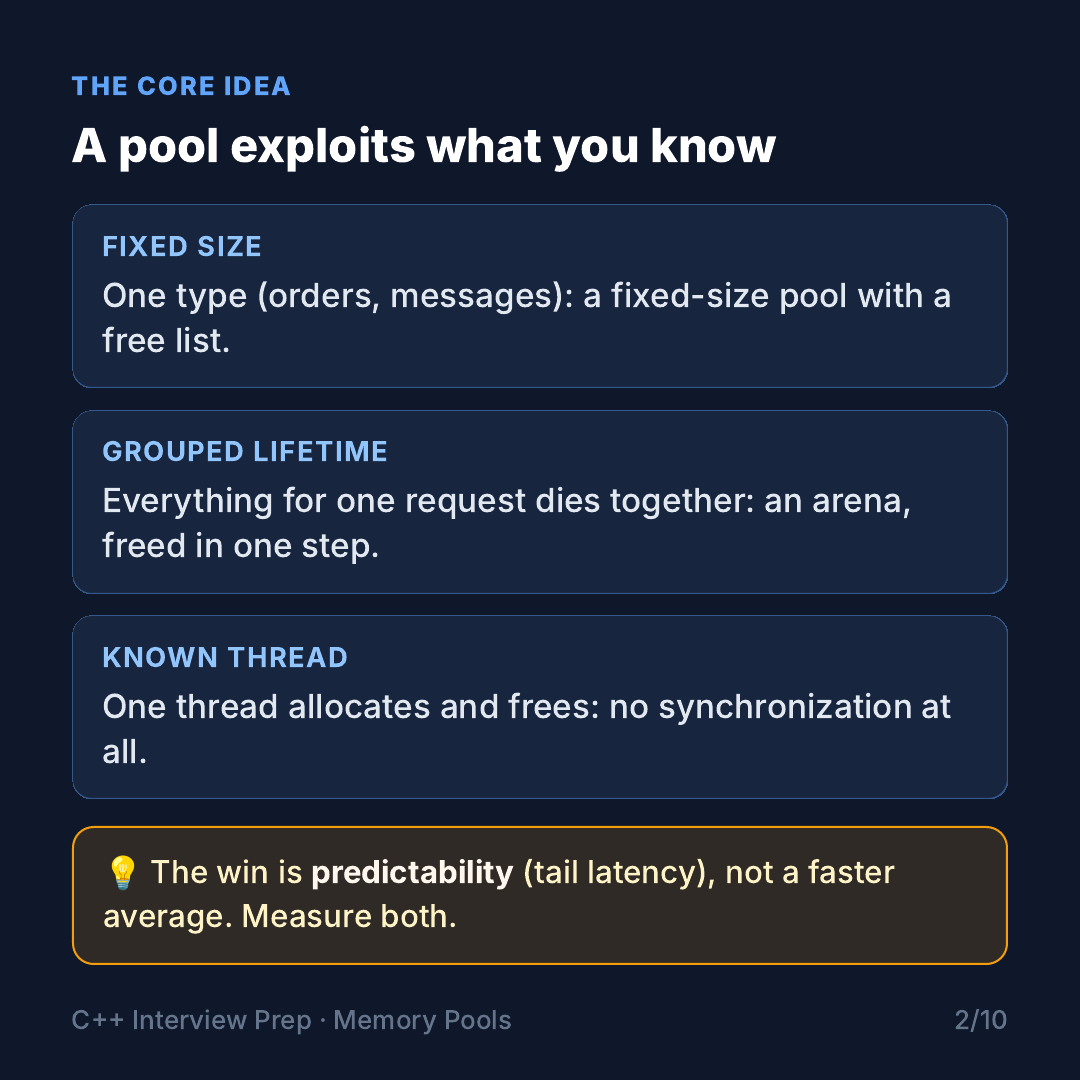 THE CORE IDEA
A pool exploits what you know
FIXED SIZE
One type (orders, messages): a fixed-size pool with a
free list.
GROUPED LIFETIME
Everything for one request dies together: an arena,
freed in one step.
KNOWN THREAD
One thread allocates and frees: no synchronization at
all.
💡 The win is predictability (tail latency), not a faster
average. Measure both.
C++ Interview Prep · Memory Pools
2/10